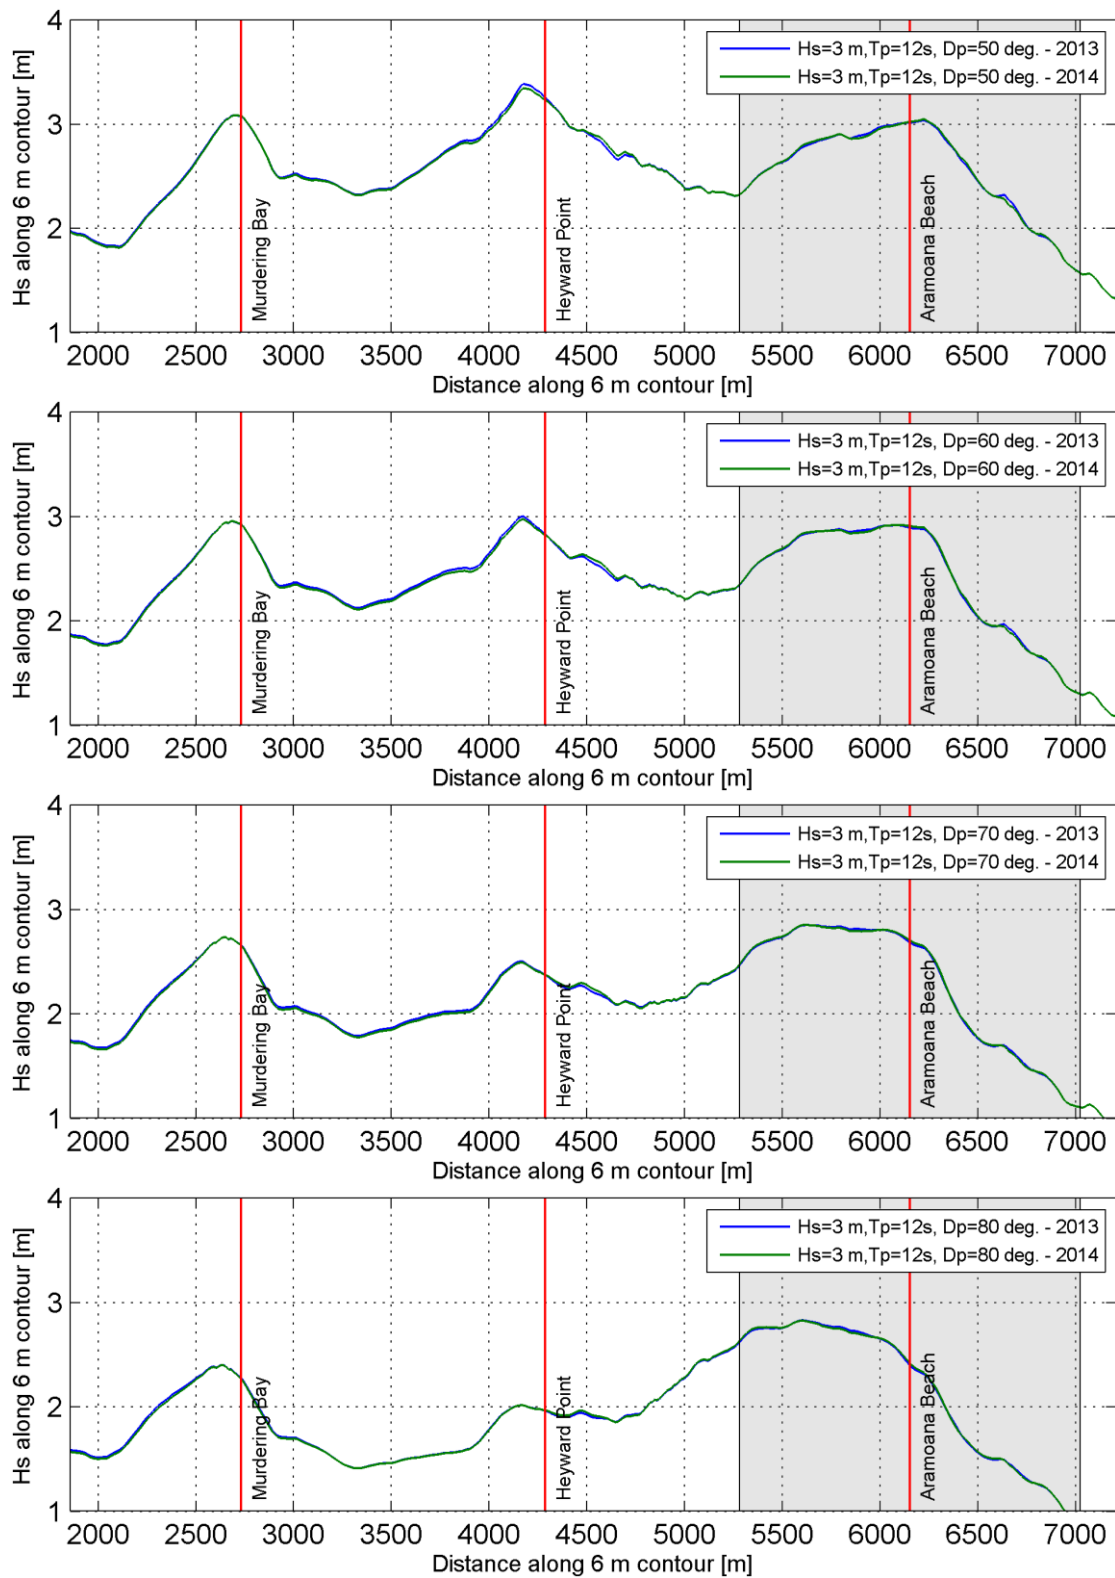 4
3
2
1
Hs along 6 m contour [m]
Hs=3 m,Tp=12s, Dp=50 deg. - 2013
Hs=3 m,Tp=12s, Dp=50 deg. - 2014
Murdering Bay
Heyward Point
Aramoana Beach
2000 2500 3000 3500 4000 4500 5000 5500 6000 6500 7000
Distance along 6 m contour [m]
4
3
2
1
Hs along 6 m contour [m]
Hs=3 m,Tp=12s, Dp=60 deg. - 2013
Hs=3 m,Tp=12s, Dp=60 deg. - 2014
Murdering Bay
Heyward Point
Aramoana Beach
2000 2500 3000 3500 4000 4500 5000 5500 6000 6500 7000
Distance along 6 m contour [m]
4
3
2
1
Hs along 6 m contour [m]
Hs=3 m,Tp=12s, Dp=70 deg. - 2013
Hs=3 m,Tp=12s, Dp=70 deg. - 2014
Murdering Bay
Heyward Point
Aramoana Beach
2000 2500 3000 3500 4000 4500 5000 5500 6000 6500 7000
Distance along 6 m contour [m]
4
3
2
1
Hs along 6 m contour [m]
Hs=3 m,Tp=12s, Dp=80 deg. - 2013
Hs=3 m,Tp=12s, Dp=80 deg. - 2014
Murdering Bay
Heyward Point
Aramoana Beach
2000 2500 3000 3500 4000 4500 5000 5500 6000 6500 7000
Distance along 6 m contour [m]